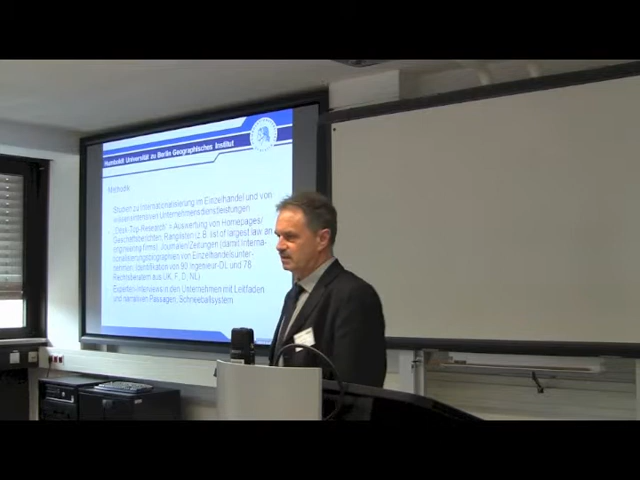 Humboldt Universität zu Berlin Geographisches Institut
Methodik
Studien zu Internationalisierung im Einzelhandel und von
wissensintensiven Unternehmensdienstleistungen
„Desk-Top-Research“ = Auswertung von Homepages/
Geschäftsberichten, Ranglisten (z.B. list of largest law an
engineering firms), Journalen/Zeitungen (damit Interna-
tionalisierungsbiographien von Einzelhandelsunter-
nehmen, Identifikation von 90 Ingenieur-DL und 78
Rechtsberatern aus UK, F, D, NL)
Experten-Interviews in den Unternehmen mit Leitfaden
und narrativen Passagen, Schneeballsystem